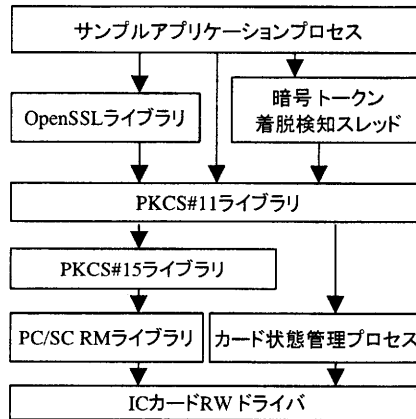 サンプルアプリケーションプロセス
OpenSSLライブラリ
暗号トークン
着脱検知スレッド
PKCS#11ライブラリ
PKCS#15ライブラリ
PC/SC RMライブラリ
カード状態管理プロセス
ICカードRWドライバ